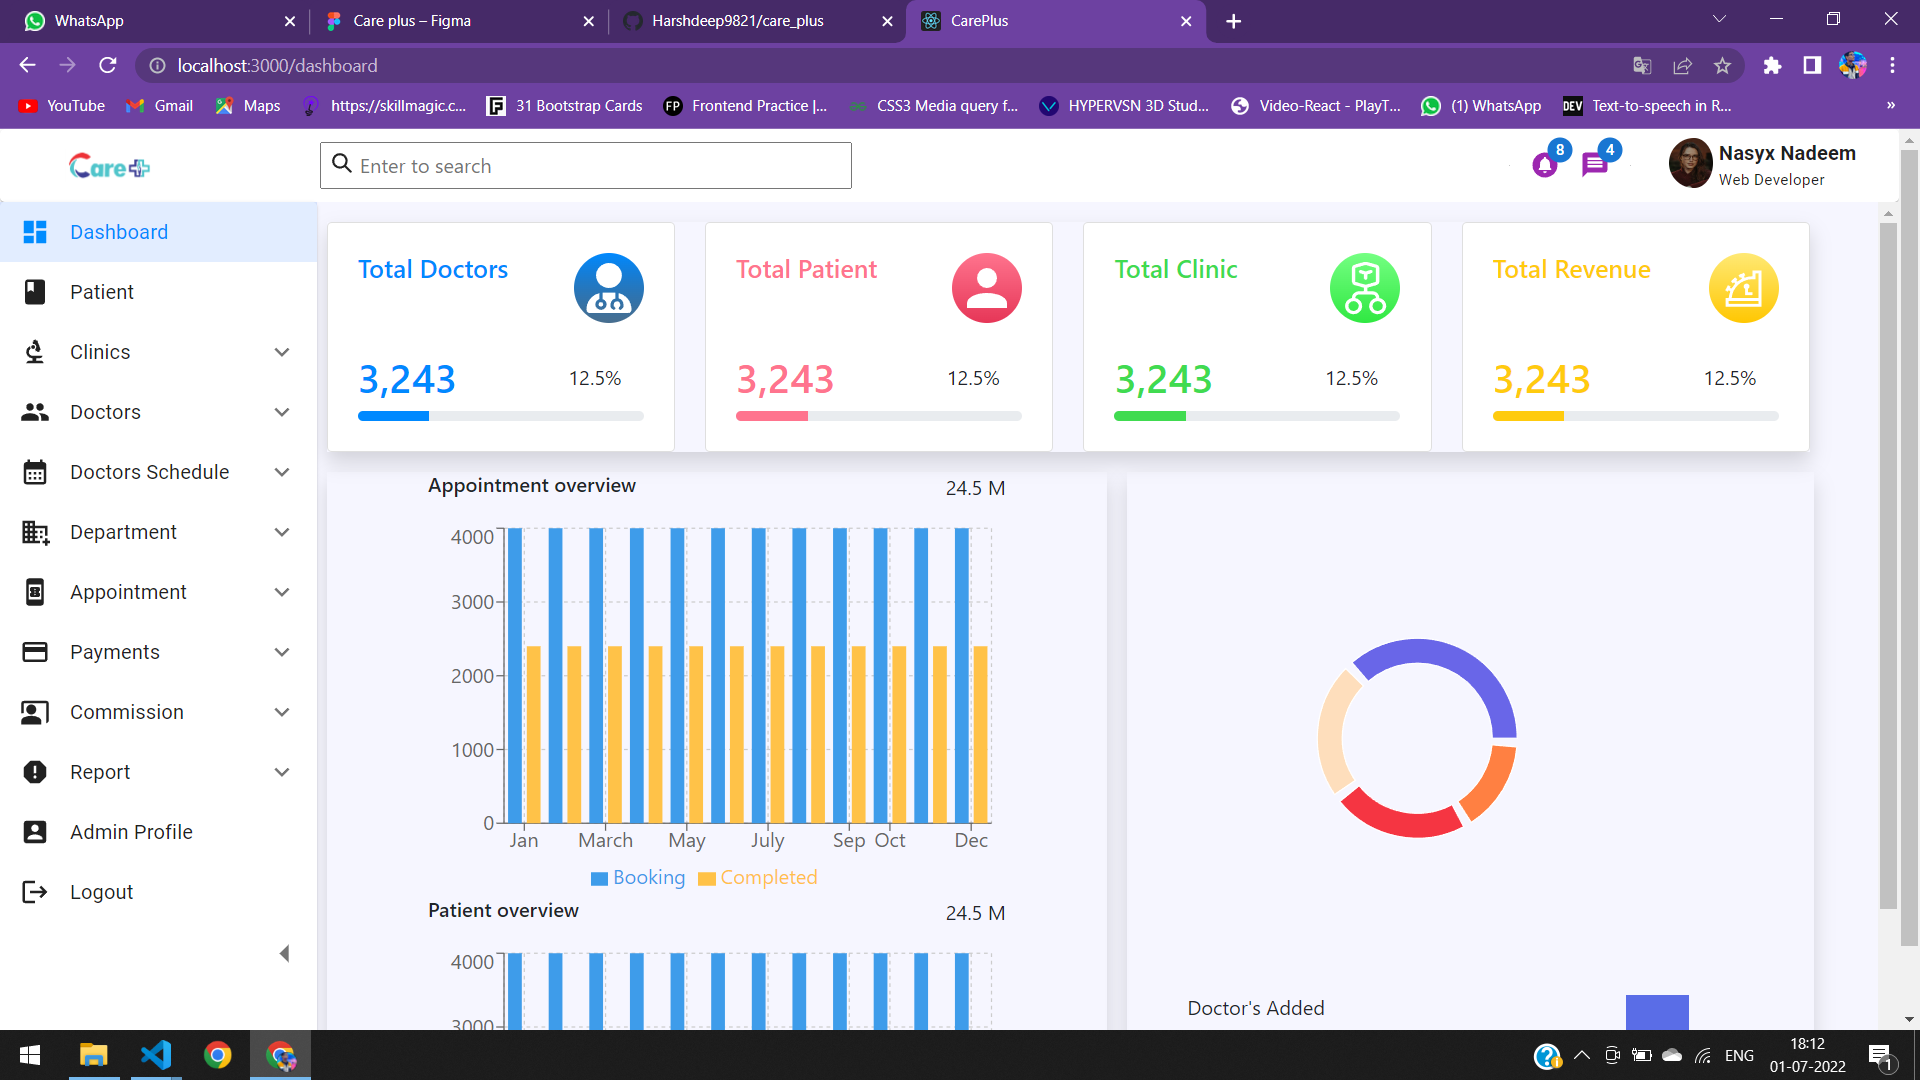 WhatsApp
Care plus – Figma
Harshdeep9821/care_plus
CarePlus
localhost:3000/dashboard
YouTube
Gmail
Maps
https://skillmagic.c...
31 Bootstrap Cards
Frontend Practice |...
CSS3 Media query f...
HYPERVSN 3D Stud...
Video-React - PlayT...
(1) WhatsApp
Text-to-speech in R...
Care
Enter to search
8
4
Nasyx Nadeem
Web Developer
Dashboard
Patient
Clinics
Doctors
Doctors Schedule
Department
Appointment
Payments
Commission
Report
Admin Profile
Logout
Total Doctors
3,243
12.5%
Total Patient
3,243
12.5%
Total Clinic
3,243
12.5%
Total Revenue
3,243
12.5%
Appointment overview
24.5 M
4000
3000
2000
1000
0
Jan March May July Sep Oct Dec
Booking Completed
Patient overview
24.5 M
4000
3000
Doctor's Added
ENG
18:12
01-07-2022
1